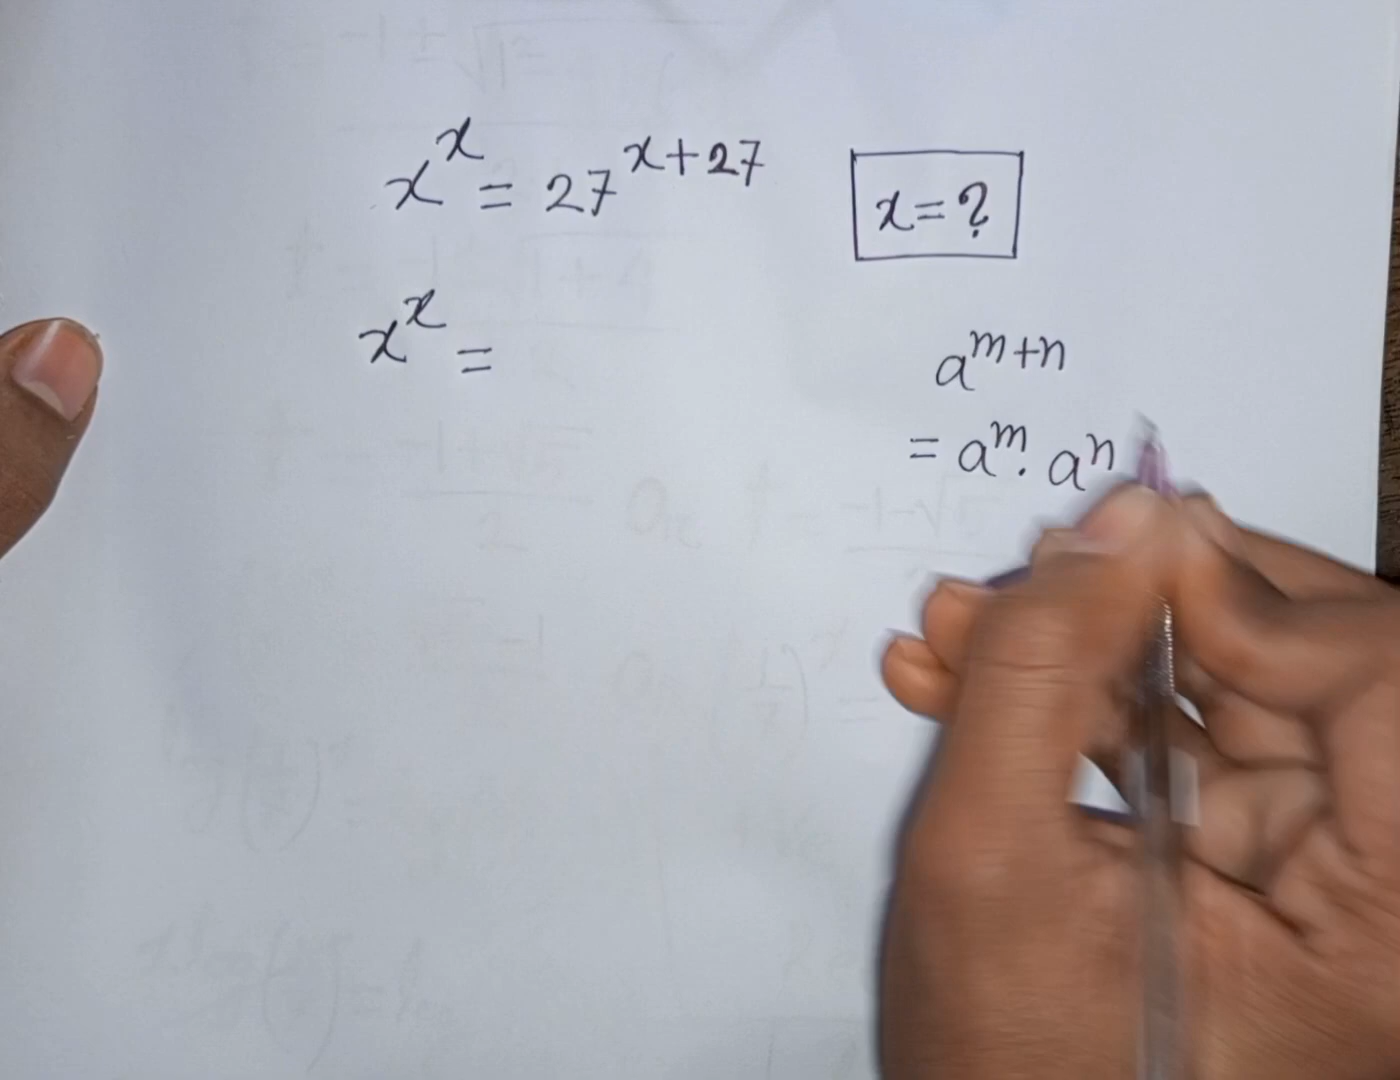 x^x = 27^{x+27}
x = ?
x^x =
a^{m+n}
= a^m · a^n